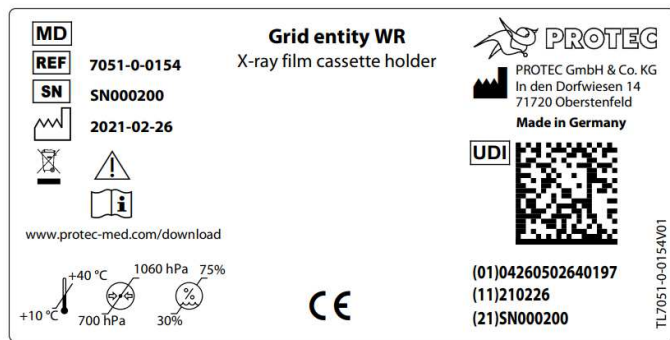 MD
REF 7051-0-0154
SN SN000200
2021-02-26
www.protec-med.com/download
+10 °C
+40 °C
700 hPa
1060 hPa
30%
%
75%
Grid entity WR
X-ray film cassette holder
CE
PROTEC
PROTEC GmbH & Co. KG
In den Dorfwiesen 14
71720 Oberstenfeld
Made in Germany
UDI
(01)04260502640197
(11)210226
(21)SN000200
TL7051-0-0154V01